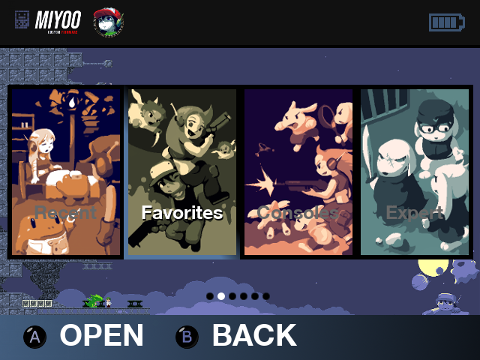 MIYOO
Recent
Favorites
Consoles
Expert
A OPEN B BACK